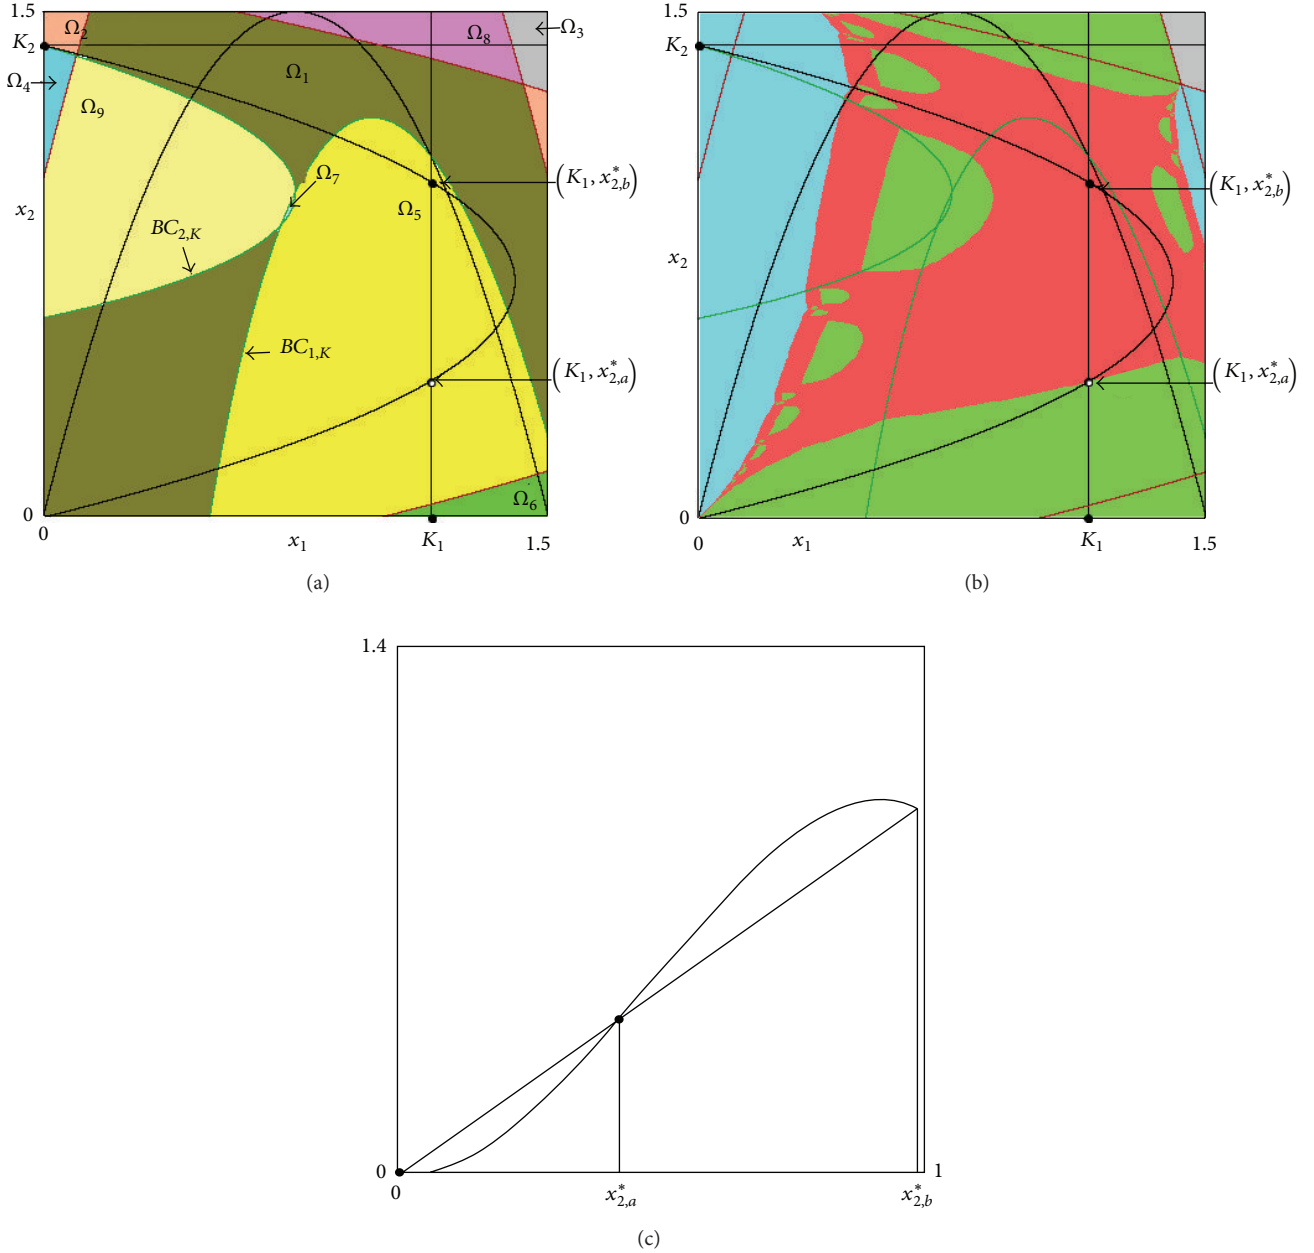 1.5
K₂
Ω₂
Ω₈
Ω₃
Ω₁
Ω₄
Ω₉
Ω₇
x₂
Ω₅
(K₁, x*₂,b)
BC₂,K
BC₁,K
(K₁, x*₂,a)
Ω₆
0
0
x₁
K₁
1.5
(a)
1.5
K₂
x₂
(K₁, x*₂,b)
(K₁, x*₂,a)
0
0
x₁
K₁
1.5
(b)
1.4
0
1
0
x*₂,a
x*₂,b
(c)